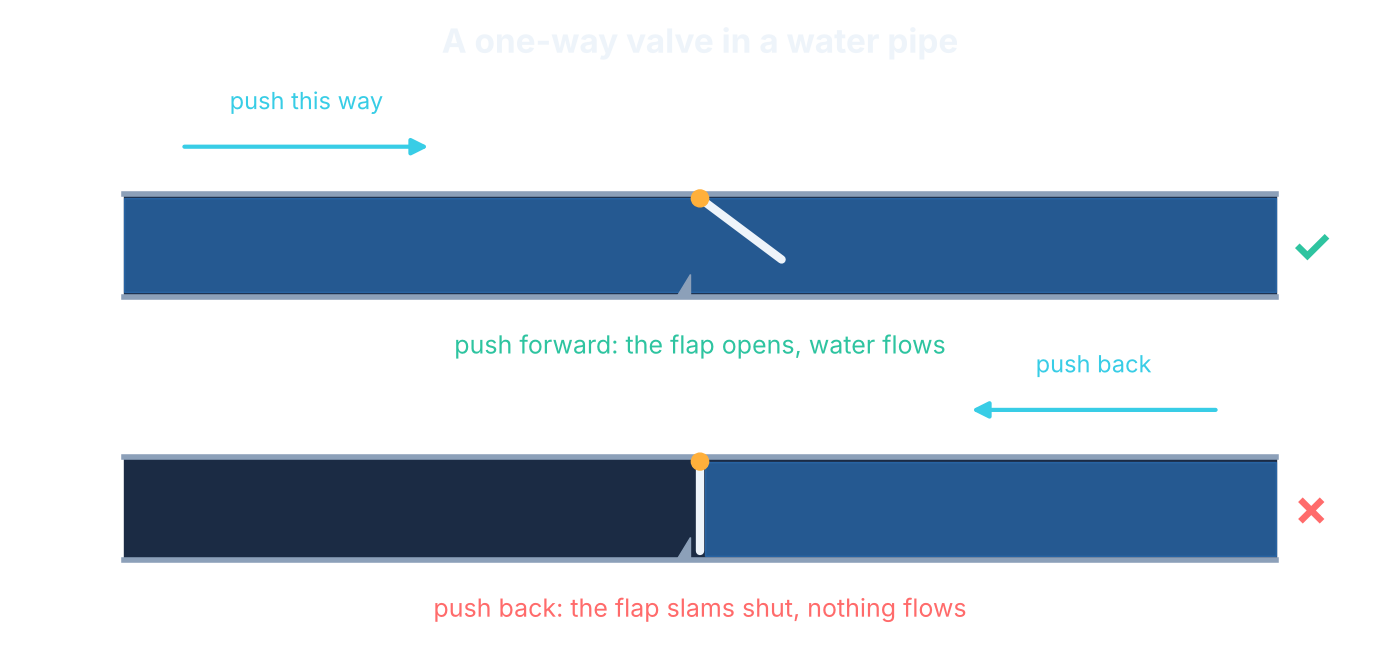 A one-way valve in a water pipe
push this way
push forward: the flap opens, water flows
push back
push back: the flap slams shut, nothing flows